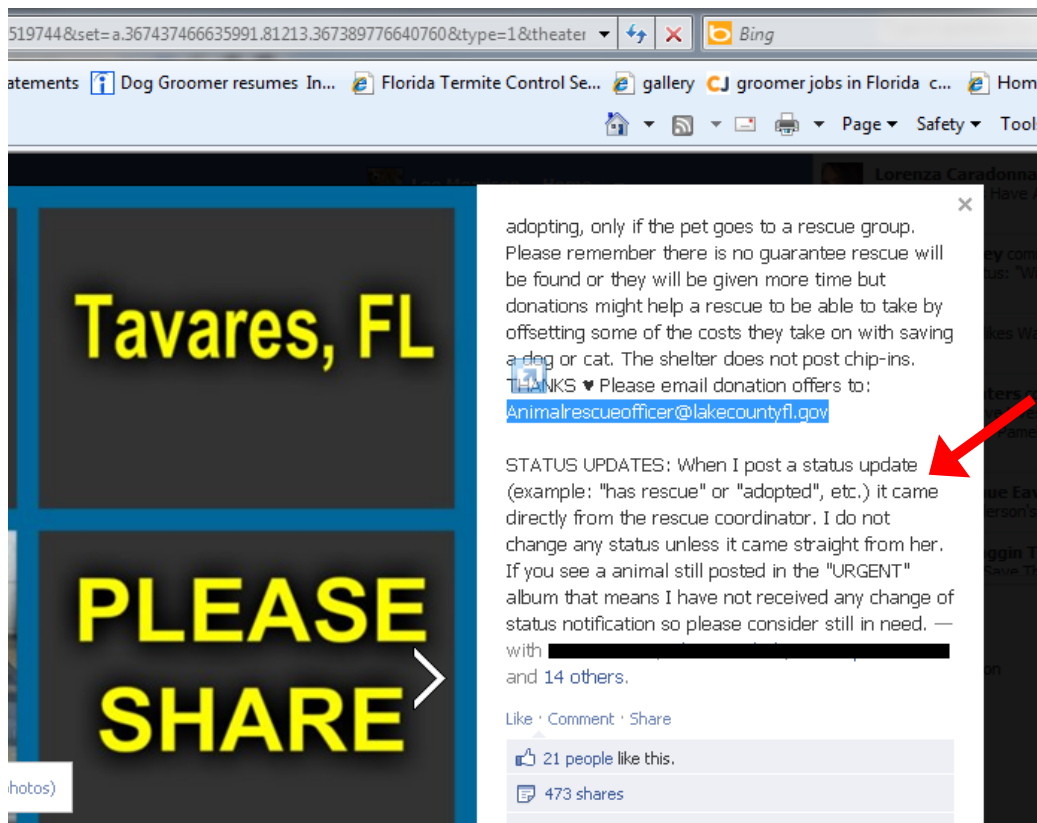 519744&set=a.367437466635991.81213.367389776640760&type=1&theater
Bing
atements Dog Groomer resumes In... Florida Termite Control Se... gallery CJ groomer jobs in Florida c... Hom
Page Safety Tool
Lorenza Caradonna
Have A
Tavares, FL
adopting, only if the pet goes to a rescue group.
Please remember there is no guarantee rescue will
be found or they will be given more time but
donations might help a rescue to be able to take by
offsetting some of the costs they take on with saving
a dog or cat. The shelter does not post chip-ins.
THANKS ♥ Please email donation offers to:
Animalrescueofficer@lakecountyfl.gov
STATUS UPDATES: When I post a status update
(example: "has rescue" or "adopted", etc.) it came
directly from the rescue coordinator. I do not
change any status unless it came straight from her.
If you see a animal still posted in the "URGENT"
album that means I have not received any change of
status notification so please consider still in need. —
with
and 14 others.
PLEASE
SHARE
Like · Comment · Share
21 people like this.
473 shares
hotos)